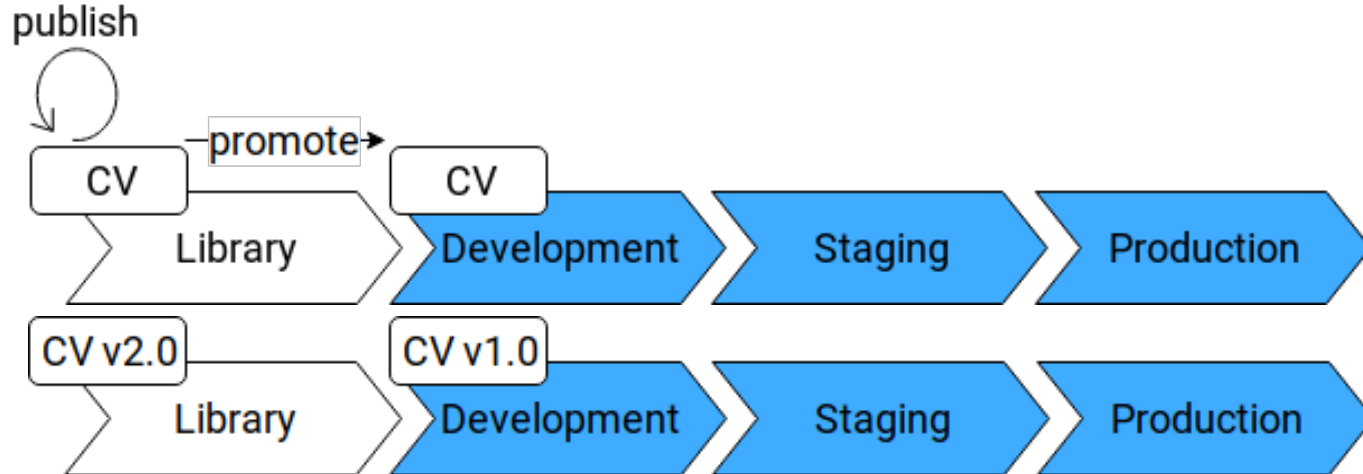 publish
promote
CV CV
Library Development Staging Production
CV v2.0 CV v1.0
Library Development Staging Production